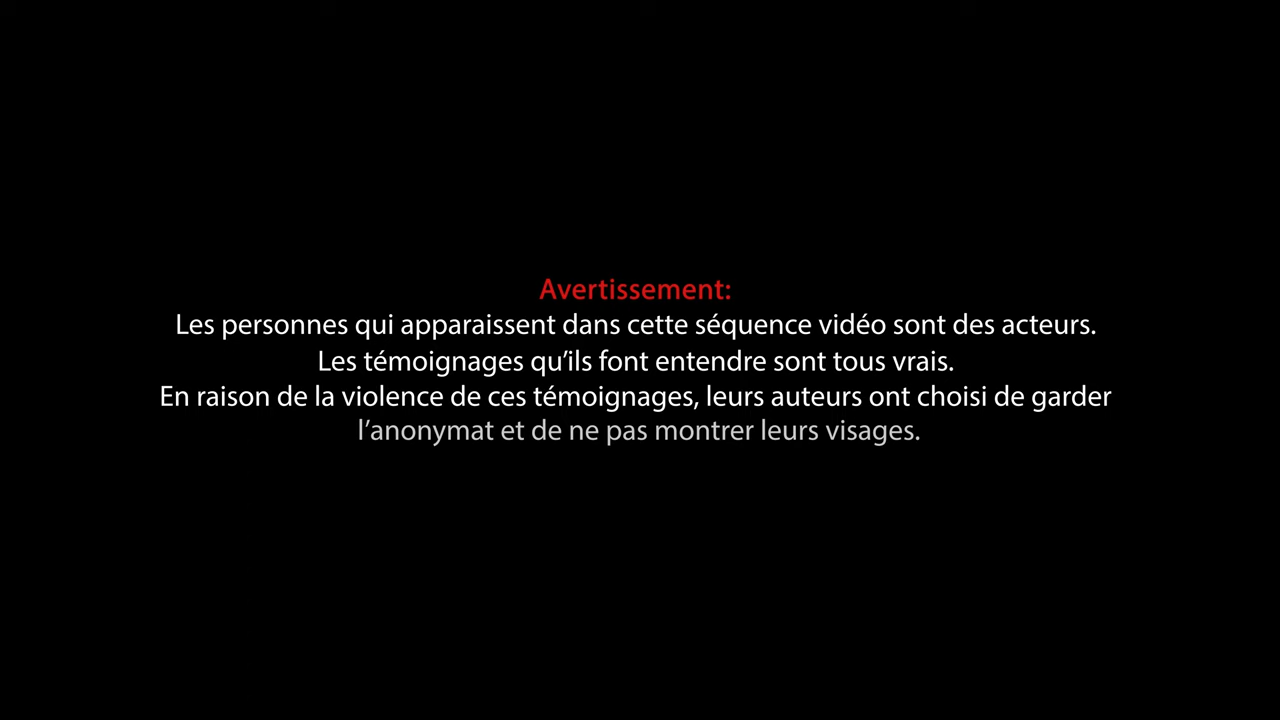 Avertissement:
Les personnes qui apparaissent dans cette séquence vidéo sont des acteurs.
Les témoignages qu’ils font entendre sont tous vrais.
En raison de la violence de ces témoignages, leurs auteurs ont choisi de garder
l’anonymat et de ne pas montrer leurs visages.